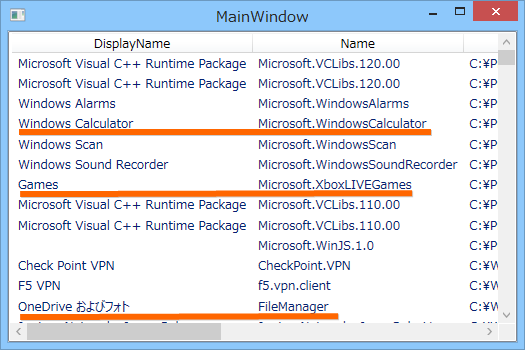 MainWindow
DisplayName Name
Microsoft Visual C++ Runtime Package Microsoft.VCLibs.120.00 C:¥P
Microsoft Visual C++ Runtime Package Microsoft.VCLibs.120.00 C:¥P
Windows Alarms Microsoft.WindowsAlarms C:¥P
Windows Calculator Microsoft.WindowsCalculator C:¥P
Windows Scan Microsoft.WindowsScan C:¥P
Windows Sound Recorder Microsoft.WindowsSoundRecorder C:¥P
Games Microsoft.XboxLIVEGames C:¥P
Microsoft Visual C++ Runtime Package Microsoft.VCLibs.110.00 C:¥P
Microsoft Visual C++ Runtime Package Microsoft.VCLibs.110.00 C:¥P
Microsoft.WinJS.1.0 C:¥P
Check Point VPN CheckPoint.VPN C:¥W
F5 VPN f5.vpn.client C:¥W
OneDrive およびフォト FileManager C:¥W